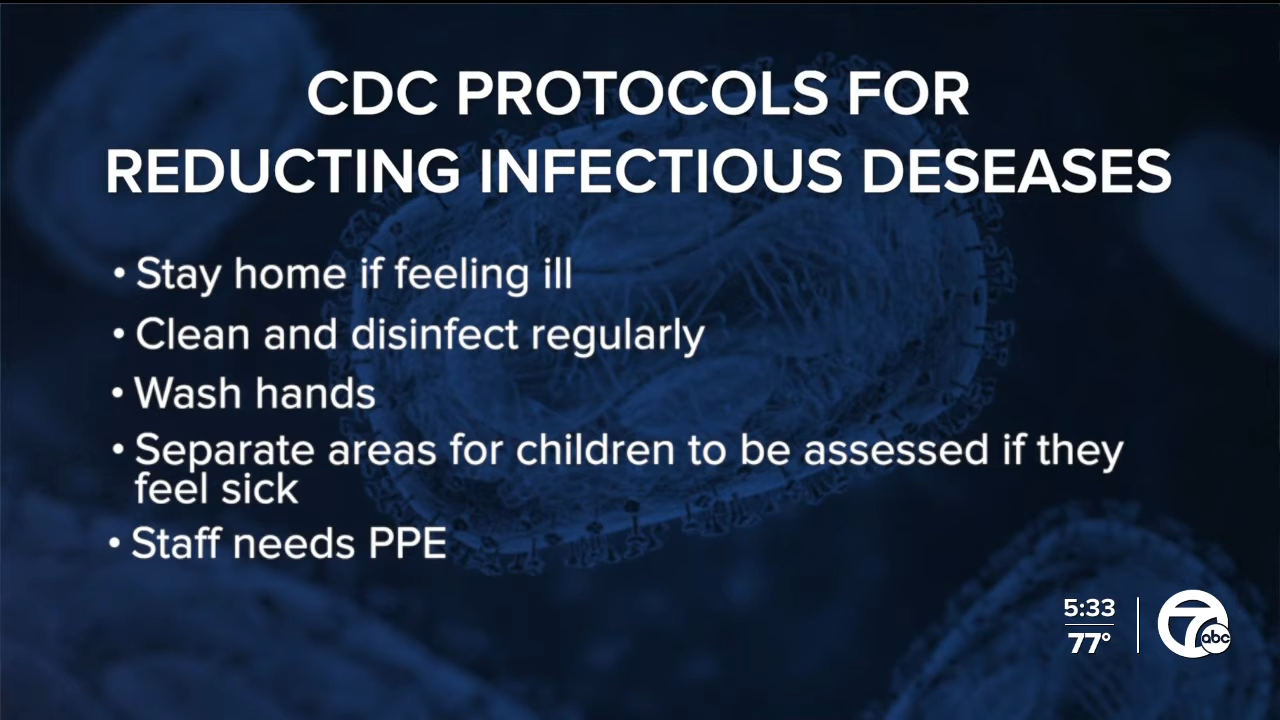 CDC PROTOCOLS FOR
REDUCTING INFECTIOUS DESEASES
• Stay home if feeling ill
• Clean and disinfect regularly
• Wash hands
• Separate areas for children to be assessed if they
feel sick
• Staff needs PPE
5:33
77°
7
abc